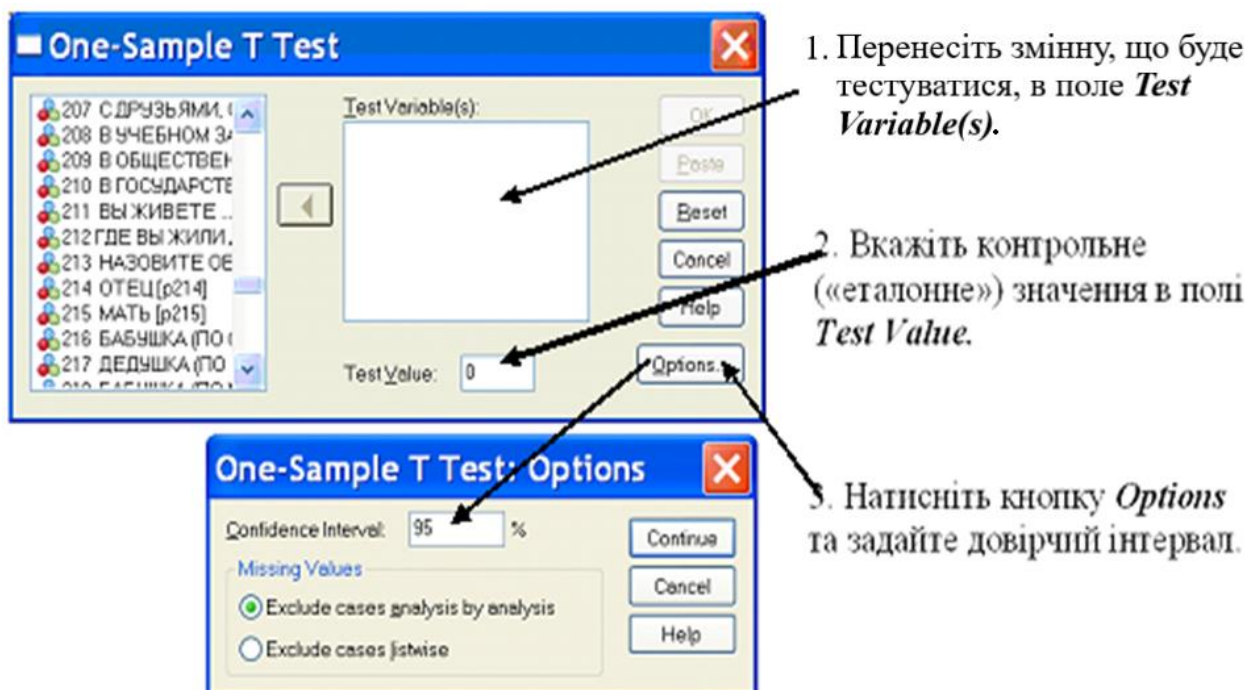 One-Sample T Test
207 С ДРУЗЬЯМИ, (
208 В УЧЕБНОМ ЗА
209 В ОБЩЕСТВЕН
210 В ГОСУДАРСТЕ
211 ВЫ ЖИВЕТЕ ...
212 ГДЕ ВЫ ЖИЛИ,
213 НАЗОВИТЕ ОЕ
214 ОТЕЦ [p214]
215 МАТЬ [p215]
216 БАБУШКА (ПО (
217 ДЕДУШКА (ПО
Test Variable(s):
Test Value: 0
OK
Paste
Reset
Cancel
Help
Options...
1. Перенесіть змінну, що буде
тестуватися, в поле Test
Variable(s).
2. Вкажіть контрольне
(«еталонне») значення в полі
Test Value.
3. Натисніть кнопку Options
та задайте довірчий інтервал.
One-Sample T Test: Options
Confidence Interval: 95 %
Missing Values
Exclude cases analysis by analysis
Exclude cases listwise
Continue
Cancel
Help